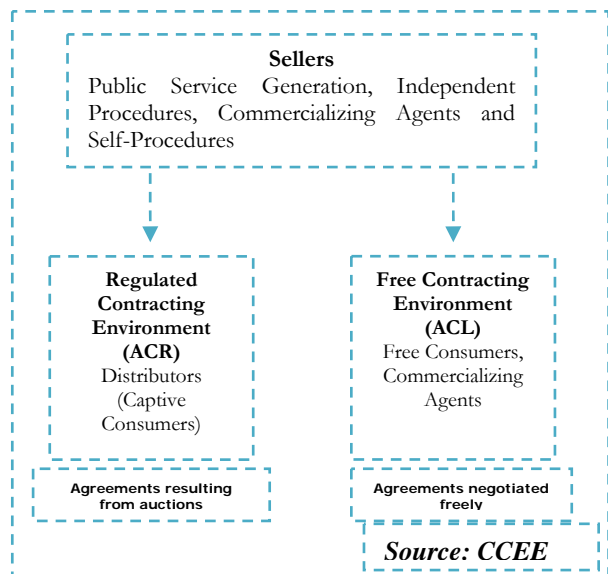 Sellers
Public Service Generation, Independent
Procedures, Commercializing Agents and
Self-Procedures
Regulated
Contracting
Environment
(ACR)
Distributors
(Captive
Consumers)
Free Contracting
Environment
(ACL)
Free Consumers,
Commercializing
Agents
Agreements resulting
from auctions
Agreements negotiated
freely
Source: CCEE